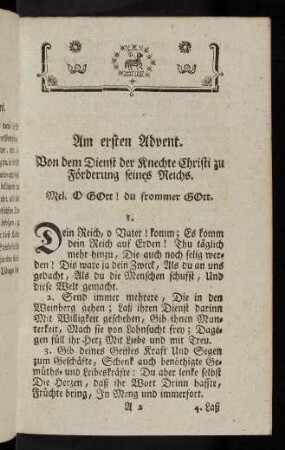 Am ersten Advent.
Von dem Dienst der Knechte Christi zu
Förderung seines Reichs.
Mel. O GOtt! du frommer GOtt.
1.
Dein Reich, o Vater! komm; Es komm
dein Reich auf Erden! Thu täglich
mehr hinzu, Die auch noch selig wer-
den! Dis ware ja dein Zweck, Als du an uns
gedacht, Als du die Menschen schuffst, Und
diese Welt gemacht.
2. Send immer mehrere, Die in den
Weinberg gehen; Laß ihren Dienst darinn
Mit Willigkeit geschehen, Gib ihnen Mun-
terkeit, Mach sie von Lohnsucht frey; Dage-
gen füll ihr Herz Mit Liebe und mit Treu.
3. Gib deines Geistes Kraft Und Segen
zum Geschäfte, Schenk auch benöthigte Ge-
müths- und Leibeskräfte: Du aber lenke selbst
Die Herzen, daß ihr Wort Drinn haffte,
Früchte bring, In Meng und immerfort.
A 2
4. Laß